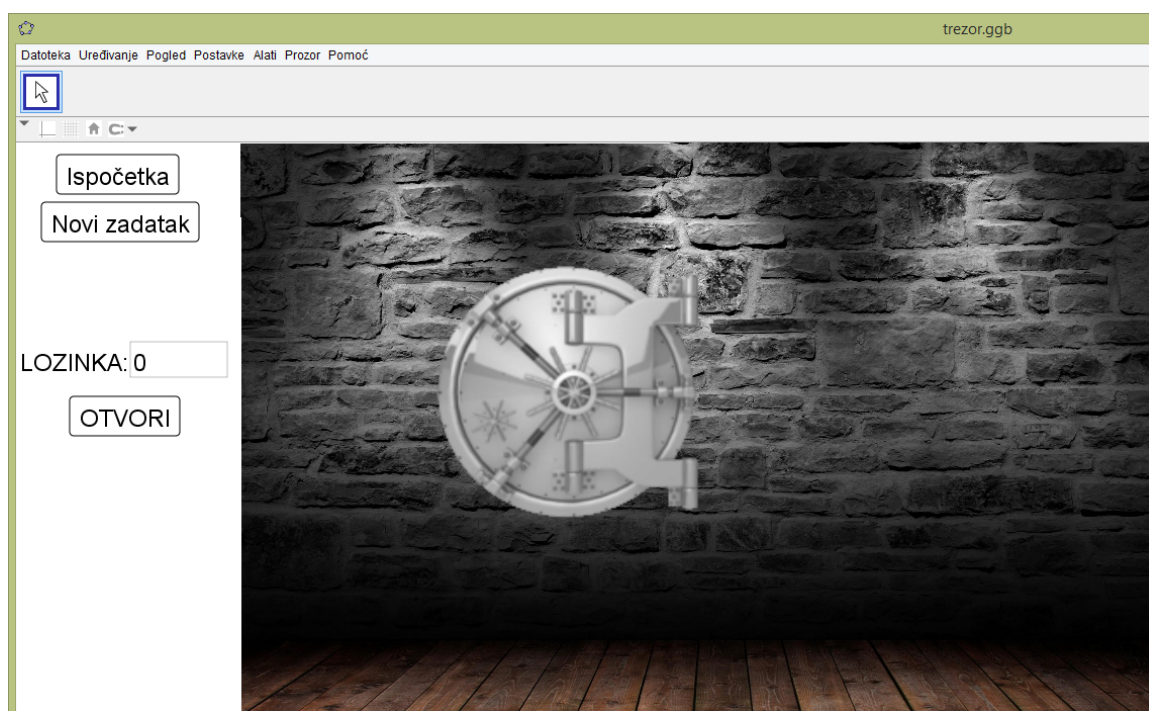 trezor.ggb
Datoteka Uređivanje Pogled Postavke Alati Prozor Pomoć
Ispočetka
Novi zadatak
LOZINKA: 0
OTVORI